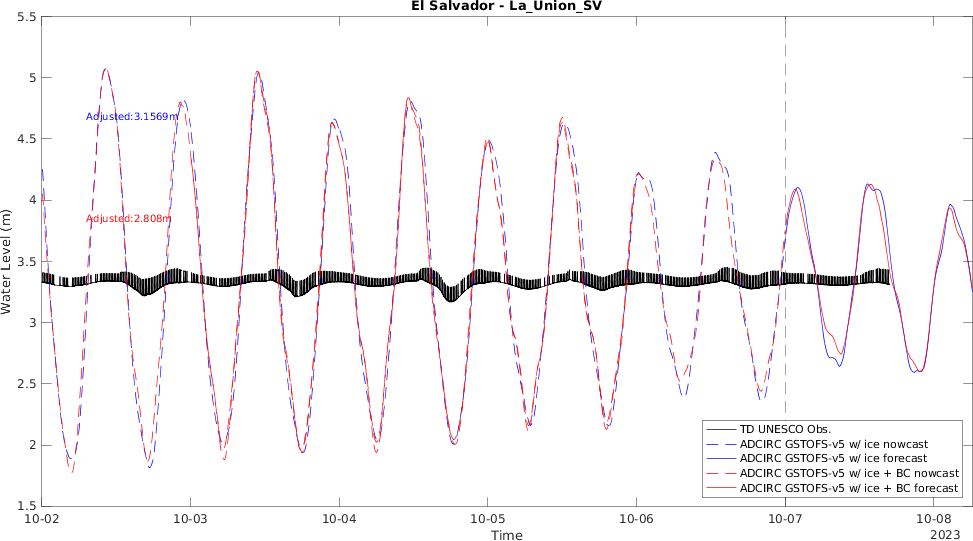 El Salvador - La_Union_SV
5.5
5
4.5
4
3.5
3
2.5
2
1.5
Water Level (m)
Adjusted:3.1569m
Adjusted:2.808m
TD UNESCO Obs.
ADCIRC GSTOFS-v5 w/ ice nowcast
ADCIRC GSTOFS-v5 w/ ice forecast
ADCIRC GSTOFS-v5 w/ ice + BC nowcast
ADCIRC GSTOFS-v5 w/ ice + BC forecast
10-02 10-03 10-04 10-05 10-06 10-07 10-08
Time
2023